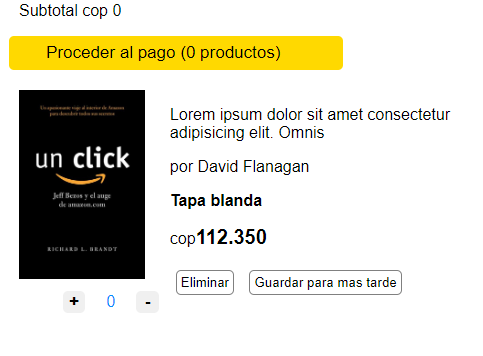 Subtotal cop 0
Proceder al pago (0 productos)
Un apasionante viaje al interior de Amazon
para descubrir todos sus secretos
un click
Jeff Bezos y el auge
de amazon.com
RICHARD L. BRANDT
Lorem ipsum dolor sit amet consectetur
adipisicing elit. Omnis
por David Flanagan
Tapa blanda
cop112.350
Eliminar
Guardar para mas tarde
+ 0 -